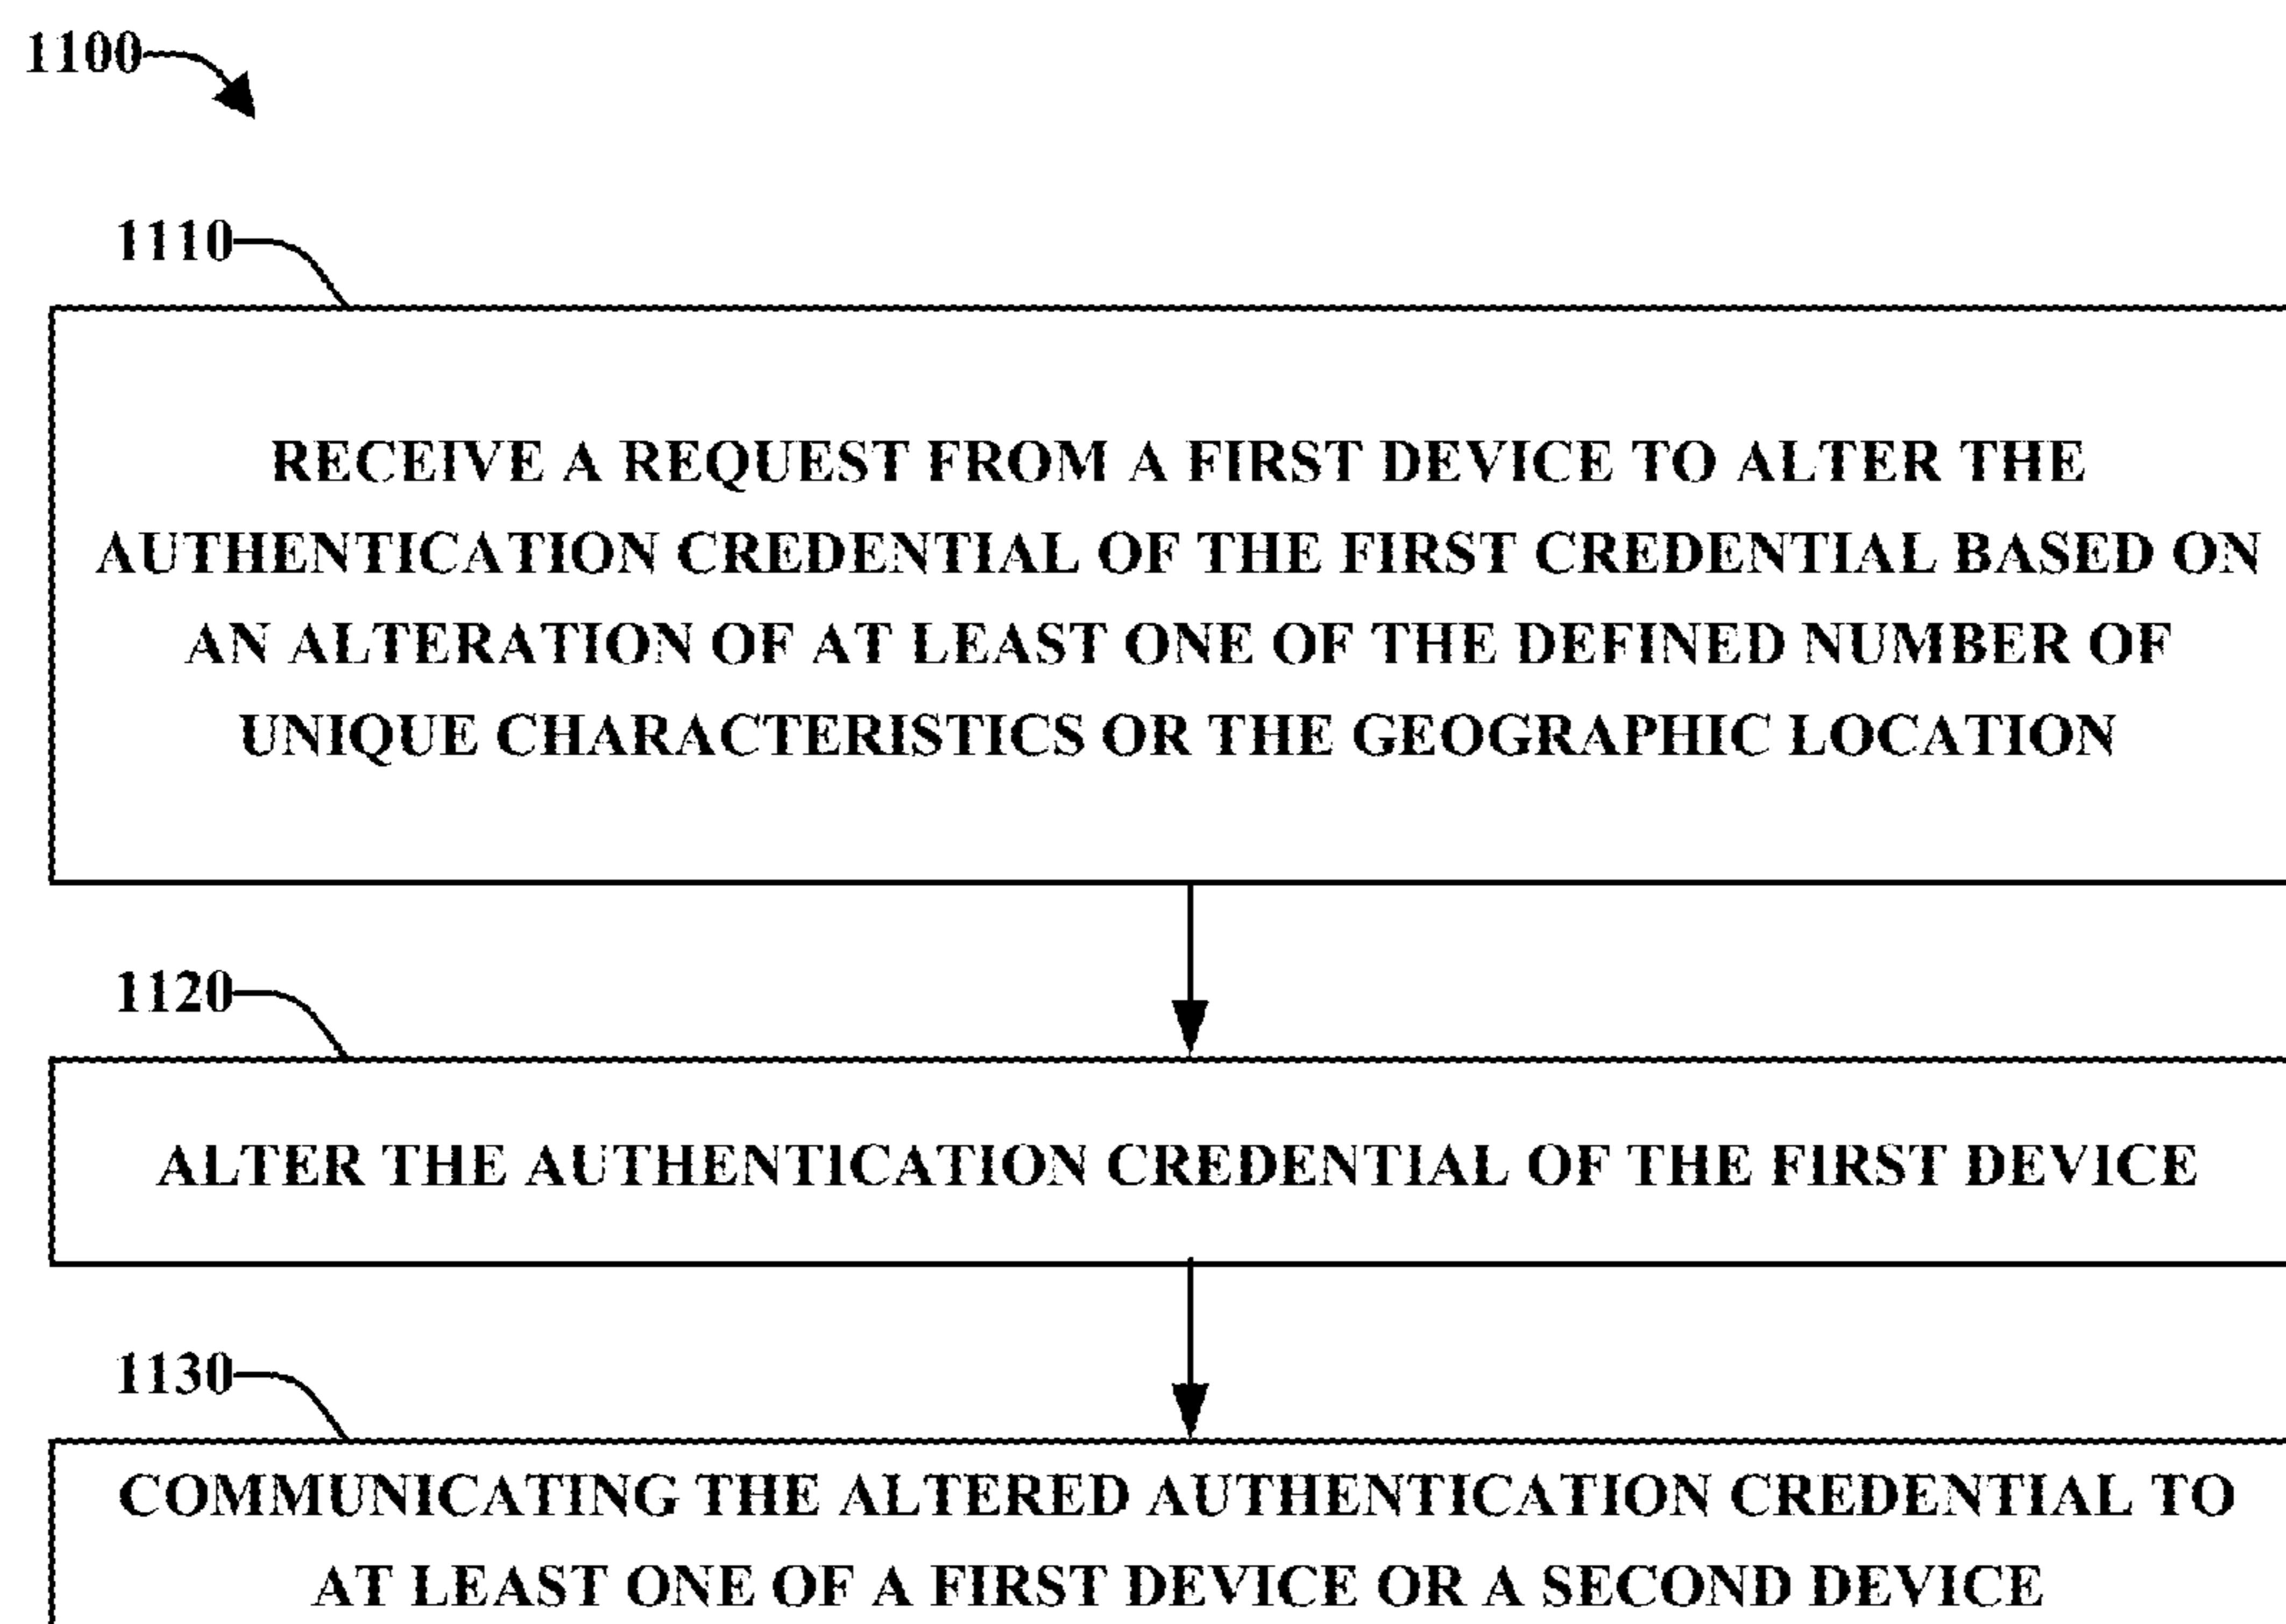 1100
1110
RECEIVE A REQUEST FROM A FIRST DEVICE TO ALTER THE
AUTHENTICATION CREDENTIAL OF THE FIRST CREDENTIAL BASED ON
AN ALTERATION OF AT LEAST ONE OF THE DEFINED NUMBER OF
UNIQUE CHARACTERISTICS OR THE GEOGRAPHIC LOCATION
1120
ALTER THE AUTHENTICATION CREDENTIAL OF THE FIRST DEVICE
1130
COMMUNICATING THE ALTERED AUTHENTICATION CREDENTIAL TO
AT LEAST ONE OF A FIRST DEVICE OR A SECOND DEVICE